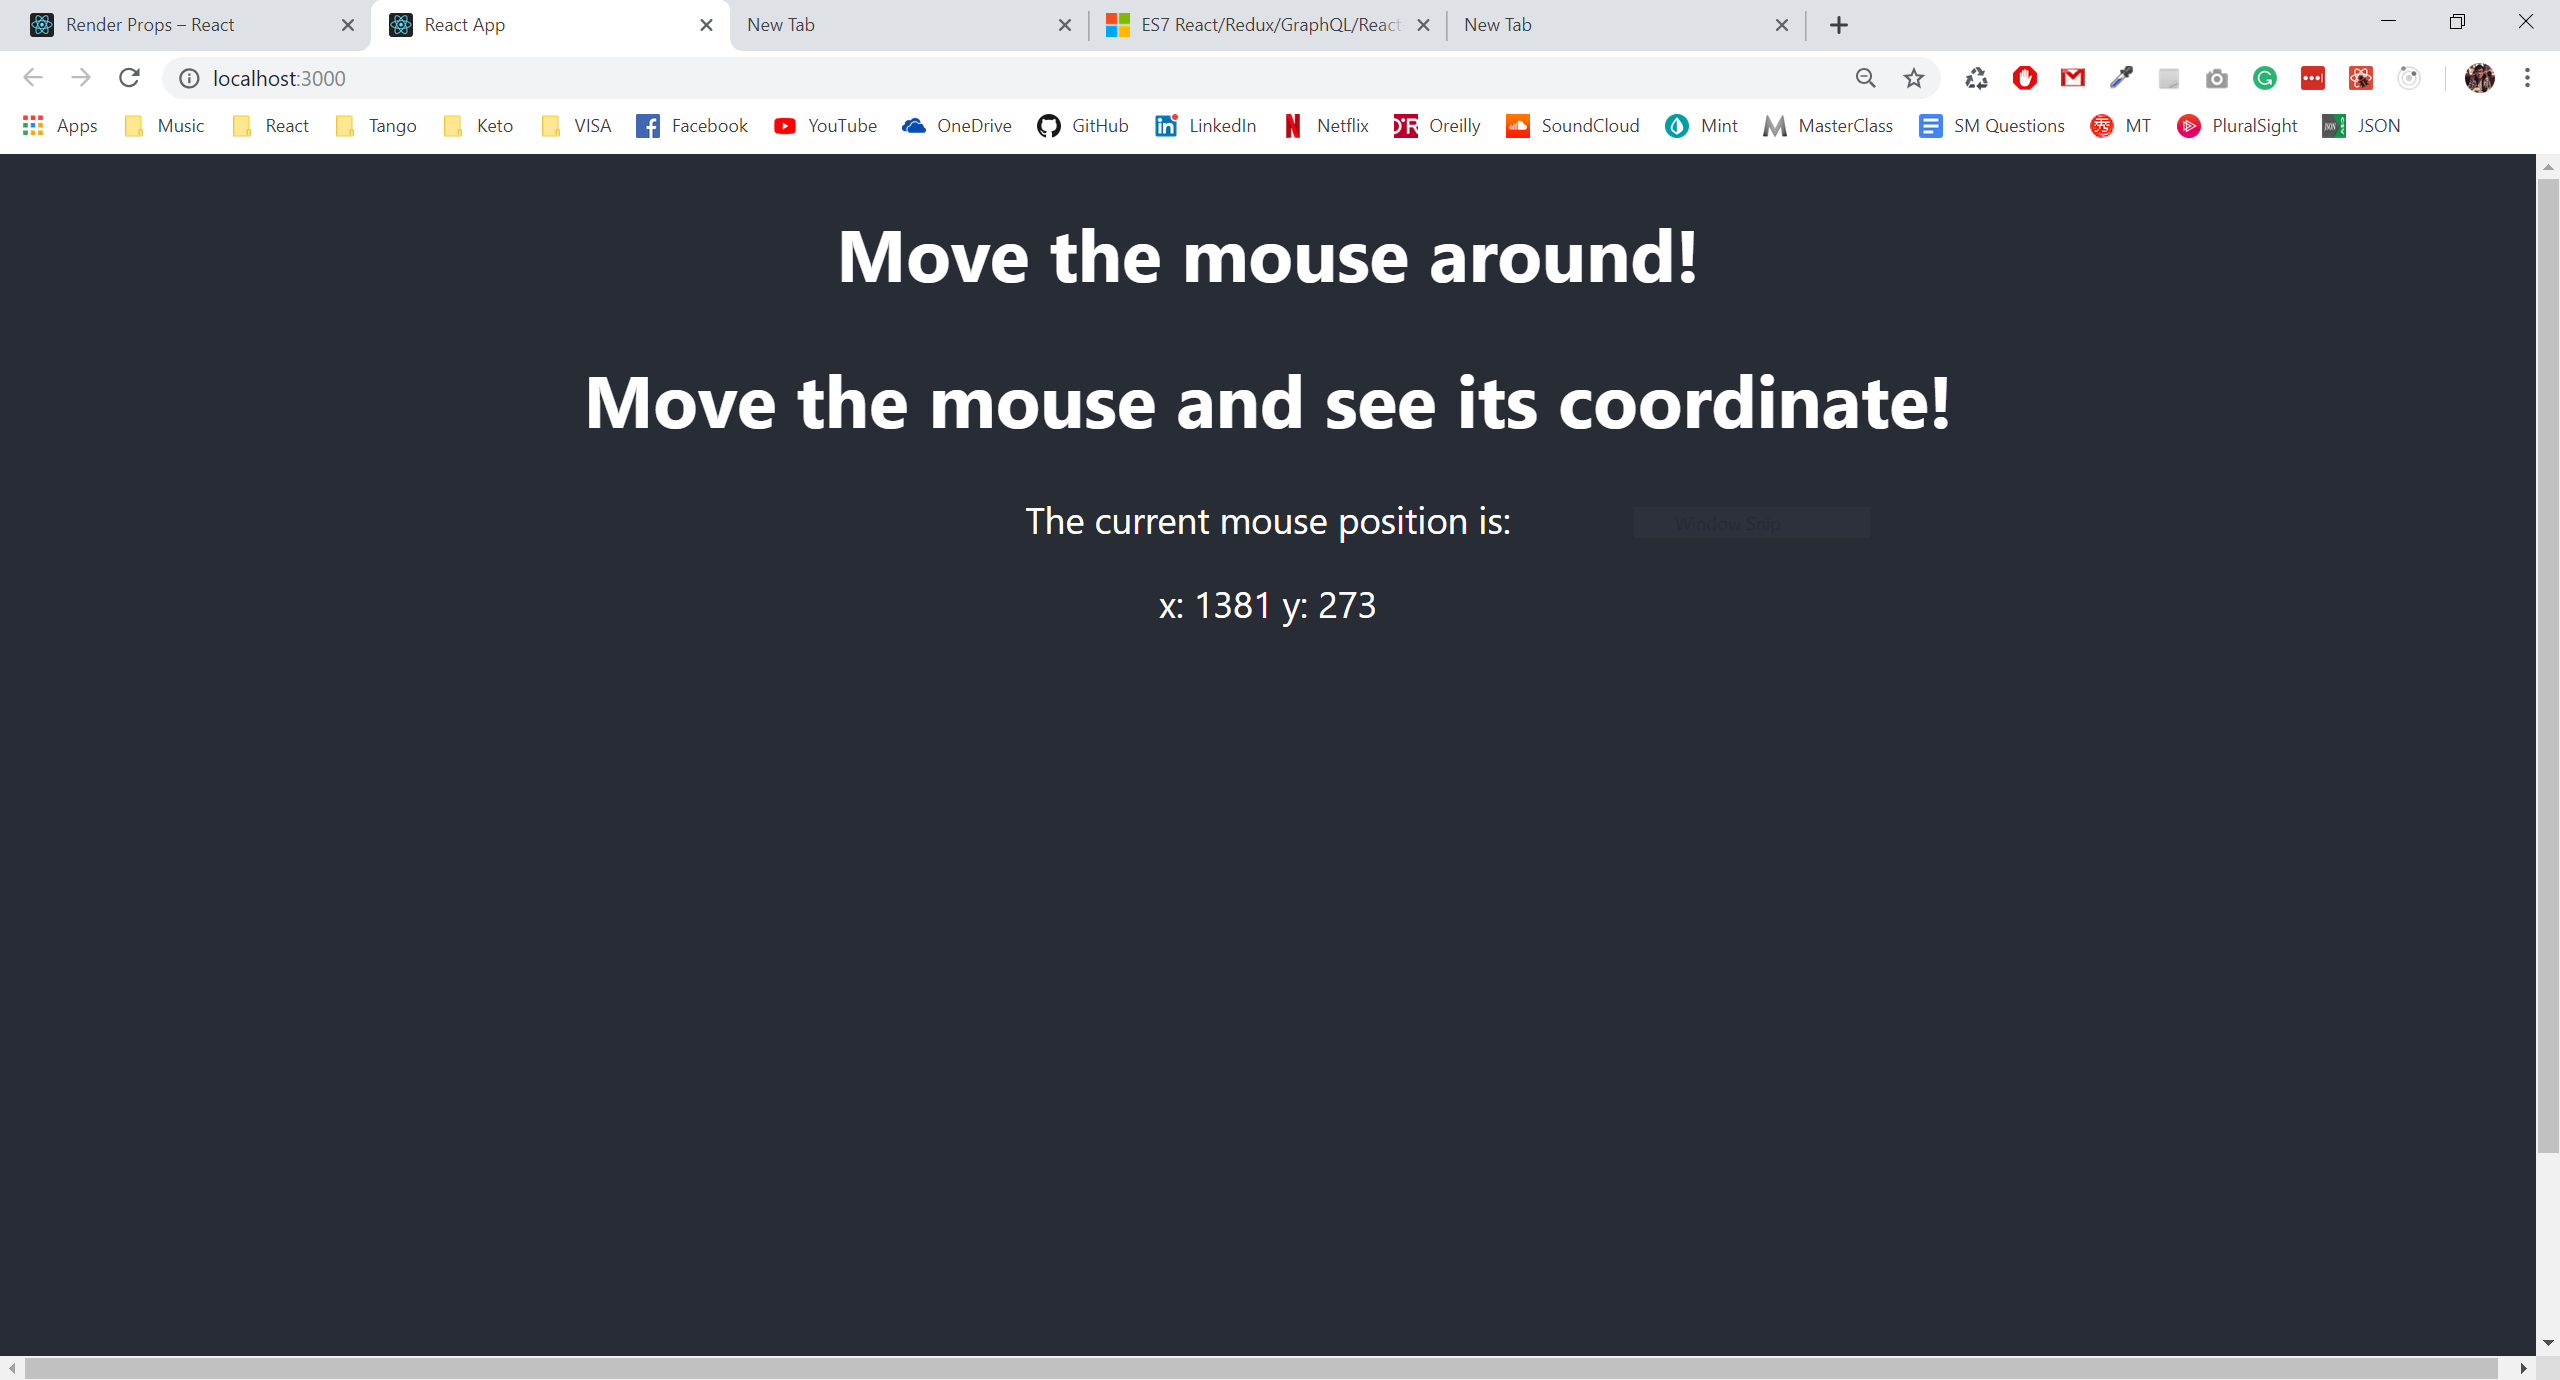 Render Props – React
React App
New Tab
ES7 React/Redux/GraphQL/React
New Tab
localhost:3000
Apps Music React Tango Keto VISA Facebook YouTube OneDrive GitHub LinkedIn Netflix Oreilly SoundCloud Mint MasterClass SM Questions MT PluralSight JSON
Move the mouse around!
Move the mouse and see its coordinate!
The current mouse position is:
Window Snip
x: 1381 y: 273